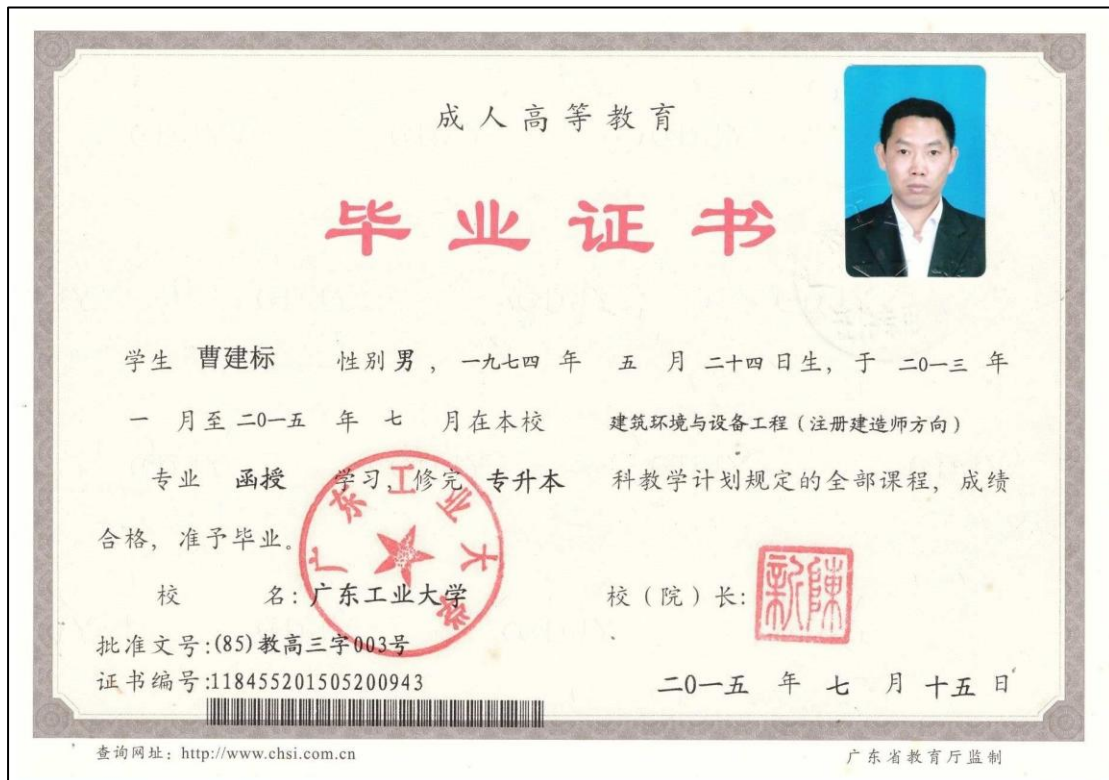 成人高等教育
毕业证书
学生 曹建标 性别 男 ，一九七四 年 五 月 二十四 日生，于 二0一三 年
一 月至 二0一五 年 七 月在本校 建筑环境与设备工程（注册建造师方向）
专业 函授 学习，修完 专升本 科教学计划规定的全部课程，成绩
合格，准予毕业。
广东工业大学
校 名：广东工业大学 校（院）长：
陈新
批准文号：(85)教高三字003号
证书编号：118455201505200943 二0一五 年 七 月 十五 日
查询网址：http://www.chsi.com.cn 广东省教育厅监制